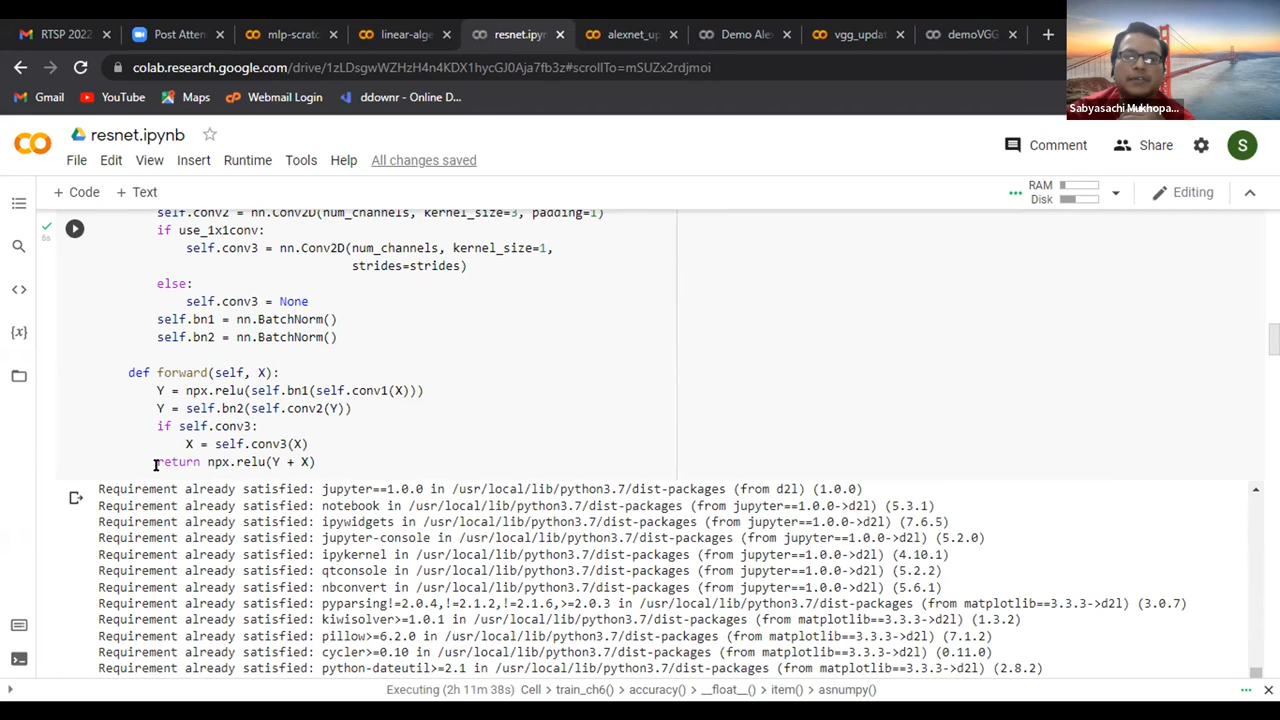 RTSP 2022
Post Atten
mlp-scratc
linear-alge
resnet.ipyn
alexnet_up
Demo Ale
vgg_updat
demoVGG
colab.research.google.com/drive/1zLDsgwWZHzH4n4KDX1hycGJ0Aja7fb3z#scrollTo=mSUZx2rdjmoi
Gmail
YouTube
Maps
Webmail Login
ddownr - Online D...
Sabyasachi Mukhopa...
resnet.ipynb
Comment
Share
S
File Edit View Insert Runtime Tools Help All changes saved
+ Code + Text
RAM
Disk
Editing
self.conv2 = nn.Conv2D(num_channels, kernel_size=3, padding=1)
if use_1x1conv:
self.conv3 = nn.Conv2D(num_channels, kernel_size=1,
strides=strides)
else:
self.conv3 = None
self.bn1 = nn.BatchNorm()
self.bn2 = nn.BatchNorm()
def forward(self, X):
Y = npx.relu(self.bn1(self.conv1(X)))
Y = self.bn2(self.conv2(Y))
if self.conv3:
X = self.conv3(X)
return npx.relu(Y + X)
6s
{x}
Requirement already satisfied: jupyter==1.0.0 in /usr/local/lib/python3.7/dist-packages (from d2l) (1.0.0)
Requirement already satisfied: notebook in /usr/local/lib/python3.7/dist-packages (from jupyter==1.0.0->d2l) (5.3.1)
Requirement already satisfied: ipywidgets in /usr/local/lib/python3.7/dist-packages (from jupyter==1.0.0->d2l) (7.6.5)
Requirement already satisfied: jupyter-console in /usr/local/lib/python3.7/dist-packages (from jupyter==1.0.0->d2l) (5.2.0)
Requirement already satisfied: ipykernel in /usr/local/lib/python3.7/dist-packages (from jupyter==1.0.0->d2l) (4.10.1)
Requirement already satisfied: qtconsole in /usr/local/lib/python3.7/dist-packages (from jupyter==1.0.0->d2l) (5.2.2)
Requirement already satisfied: nbconvert in /usr/local/lib/python3.7/dist-packages (from jupyter==1.0.0->d2l) (5.6.1)
Requirement already satisfied: pyparsing!=2.0.4,!=2.1.2,!=2.1.6,>=2.0.3 in /usr/local/lib/python3.7/dist-packages (from matplotlib==3.3.3->d2l) (3.0.7)
Requirement already satisfied: kiwisolver>=1.0.1 in /usr/local/lib/python3.7/dist-packages (from matplotlib==3.3.3->d2l) (1.3.2)
Requirement already satisfied: pillow>=6.2.0 in /usr/local/lib/python3.7/dist-packages (from matplotlib==3.3.3->d2l) (7.1.2)
Requirement already satisfied: cycler>=0.10 in /usr/local/lib/python3.7/dist-packages (from matplotlib==3.3.3->d2l) (0.11.0)
Requirement already satisfied: python-dateutil>=2.1 in /usr/local/lib/python3.7/dist-packages (from matplotlib==3.3.3->d2l) (2.8.2)
Executing (2h 11m 38s) Cell > train_ch6() > accuracy() > __float__() > item() > asnumpy()